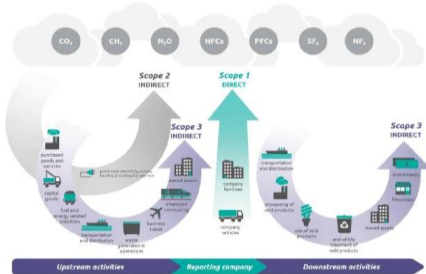 CO₂
CH₄
N₂O
HFCs
PFCs
SF₆
NF₃
Scope 2
INDIRECT
Scope 1
DIRECT
Scope 3
INDIRECT
Scope 3
INDIRECT
purchased
goods and
services
capital
goods
fuel and
energy related
activities
transportation
and distribution
waste
generated in
operations
business
travel
employee
commuting
leased assets
company
facilities
company
vehicles
transportation
and distribution
processing of
sold products
use of sold
products
end-of-life
treatment of
sold products
leased assets
franchises
investments
Upstream activities
Reporting company
Downstream activities